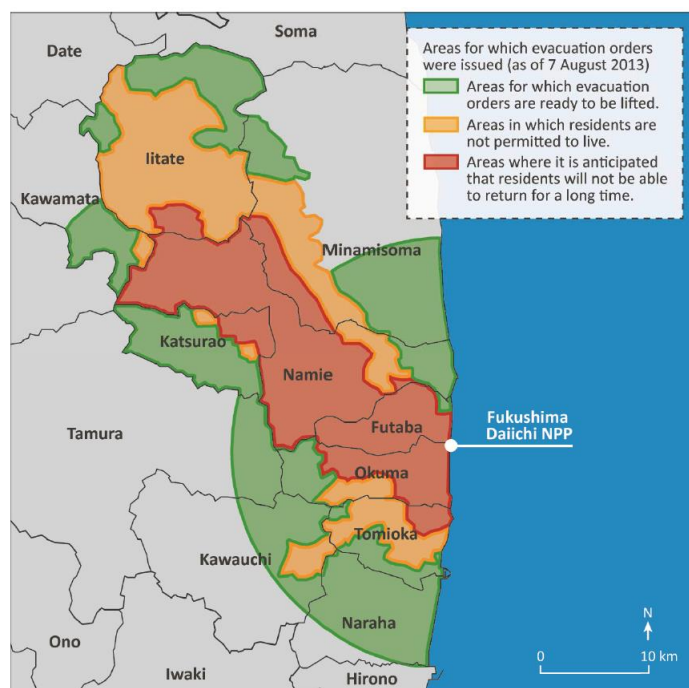 Date
Soma
Areas for which evacuation orders
were issued (as of 7 August 2013)
Areas for which evacuation
orders are ready to be lifted.
Areas in which residents are
not permitted to live.
Areas where it is anticipated
that residents will not be able
to return for a long time.
Iitate
Kawamata
Minamisoma
Katsurao
Namie
Futaba
Fukushima
Daiichi NPP
Tamura
Okuma
Tomioka
Kawauchi
Naraha
N
Ono
Iwaki
Hirono
0
10 km